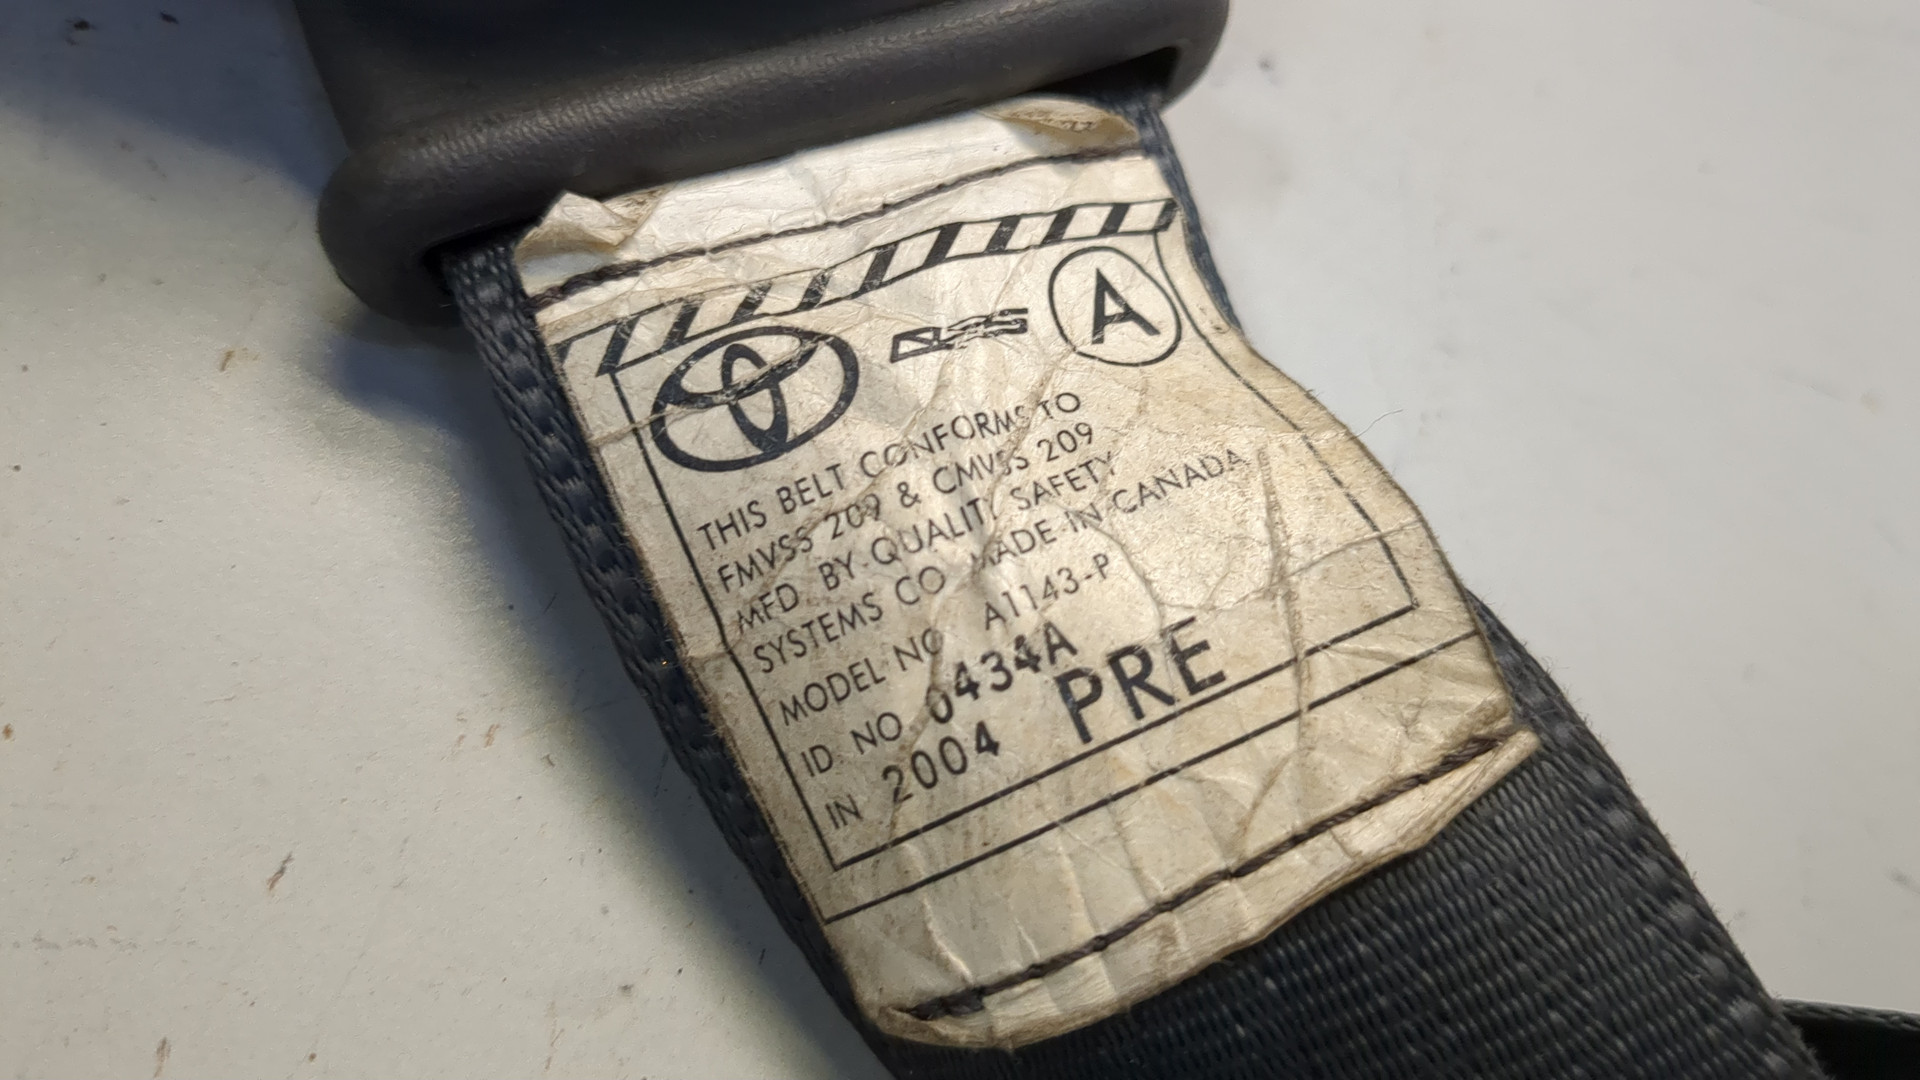 A
THIS BELT CONFORMS TO
FMVSS 209 & CMVSS 209
MFD BY QUALITY SAFETY
SYSTEMS CO MADE IN CANADA
MODEL NO A1143-P
ID NO 0434A
IN 2004 PRE